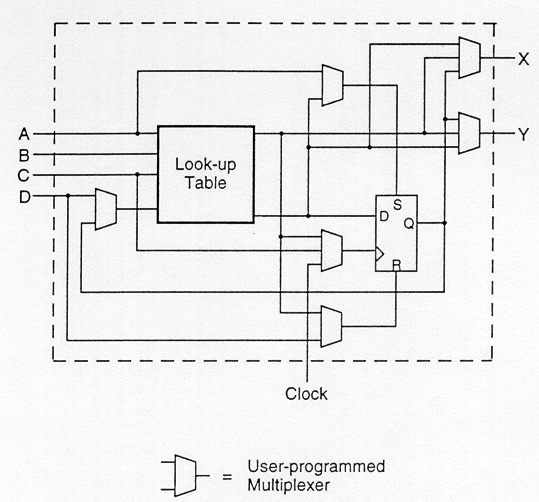 X
A
Y
B
Look-up
Table
C
D
S
D
Q
R
Clock
=
User-programmed
Multiplexer